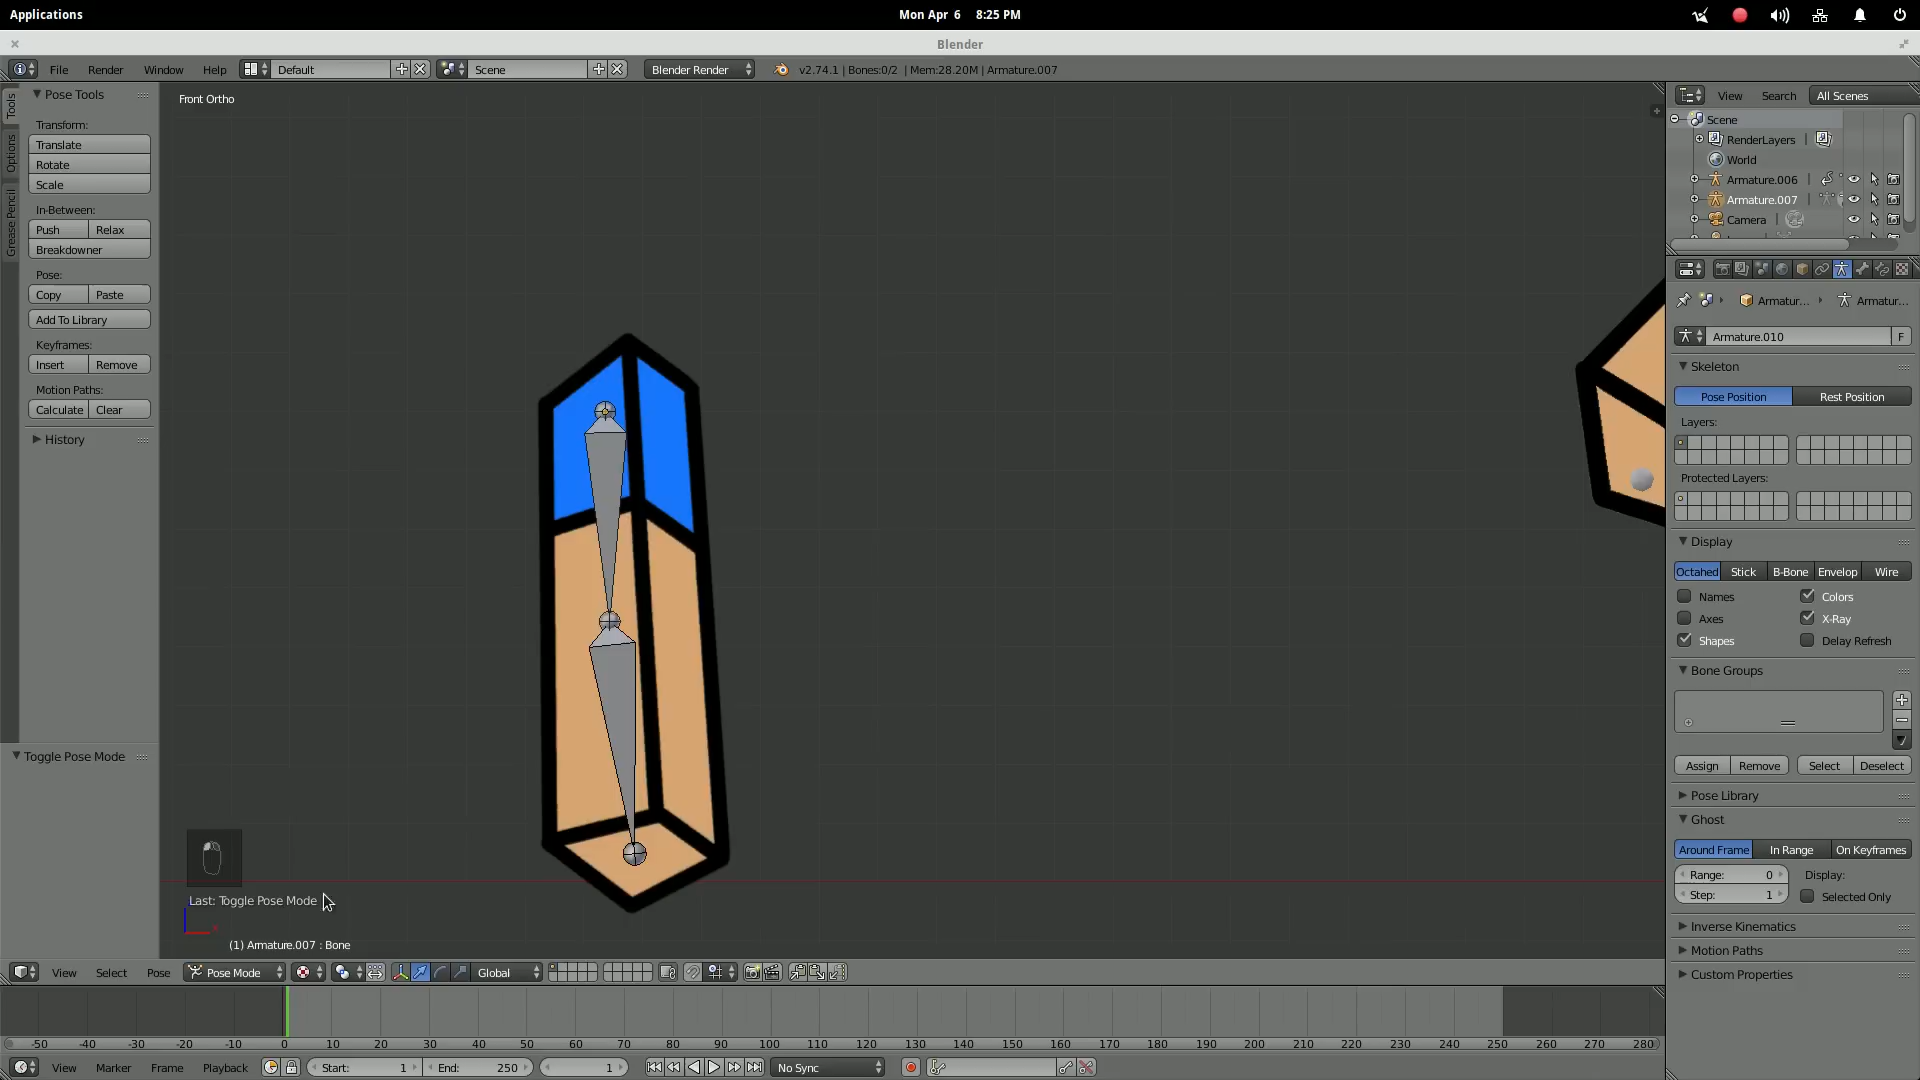 Applications
Mon Apr 6 8:25 PM
Blender
File Render Window Help Default Scene Blender Render v2.74.1 | Bones:0/2 | Mem:28.20M | Armature.007
Tools
Options
Grease Pencil
Pose Tools
Transform:
Translate
Rotate
Scale
In-Between:
Push Relax
Breakdowner
Pose:
Copy Paste
Add To Library
Keyframes:
Insert Remove
Motion Paths:
Calculate Clear
History
Toggle Pose Mode
Front Ortho
Last: Toggle Pose Mode
(1) Armature.007 : Bone
View Search All Scenes
Scene
RenderLayers |
World
Armature.006 |
Armature.007 |
Camera |
Armatur... Armatur...
Armature.010 F
Skeleton
Pose Position Rest Position
Layers:
Protected Layers:
Display
Octahed Stick B-Bone Envelop Wire
Names Colors
Axes X-Ray
Shapes Delay Refresh
Bone Groups
Assign Remove Select Deselect
Pose Library
Ghost
Around Frame In Range On Keyframes
Range: 0 Display:
Step: 1 Selected Only
Inverse Kinematics
Motion Paths
Custom Properties
View Select Pose Pose Mode Global
-50 -40 -30 -20 -10 0 10 20 30 40 50 60 70 80 90 100 110 120 130 140 150 160 170 180 190 200 210 220 230 240 250 260 270 280
View Marker Frame Playback Start: 1 End: 250 1 No Sync